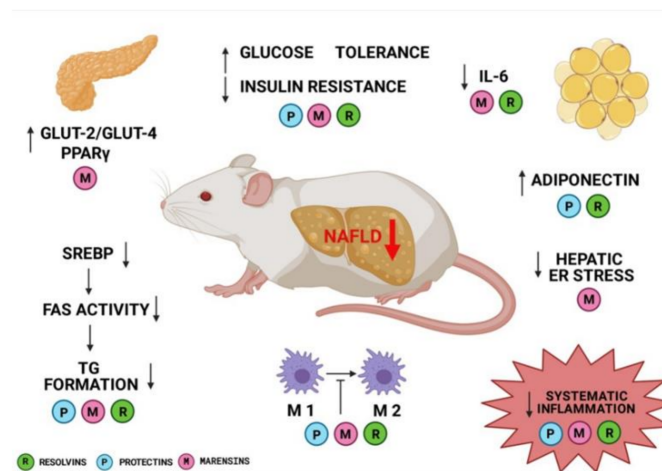 ↑ GLUCOSE TOLERANCE
↓ INSULIN RESISTANCE
P M R
↓ IL-6
M R
↑ GLUT-2/GLUT-4
PPARγ
M
↑ ADIPONECTIN
P R
NAFLD ↓
SREBP ↓
FAS ACTIVITY ↓
TG
FORMATION ↓
P M R
↓ HEPATIC
ER STRESS
M
M 1 M 2
P M R
↓ SYSTEMATIC
INFLAMMATION
P M R
R RESOLVINS P PROTECTINS M MARENSINS